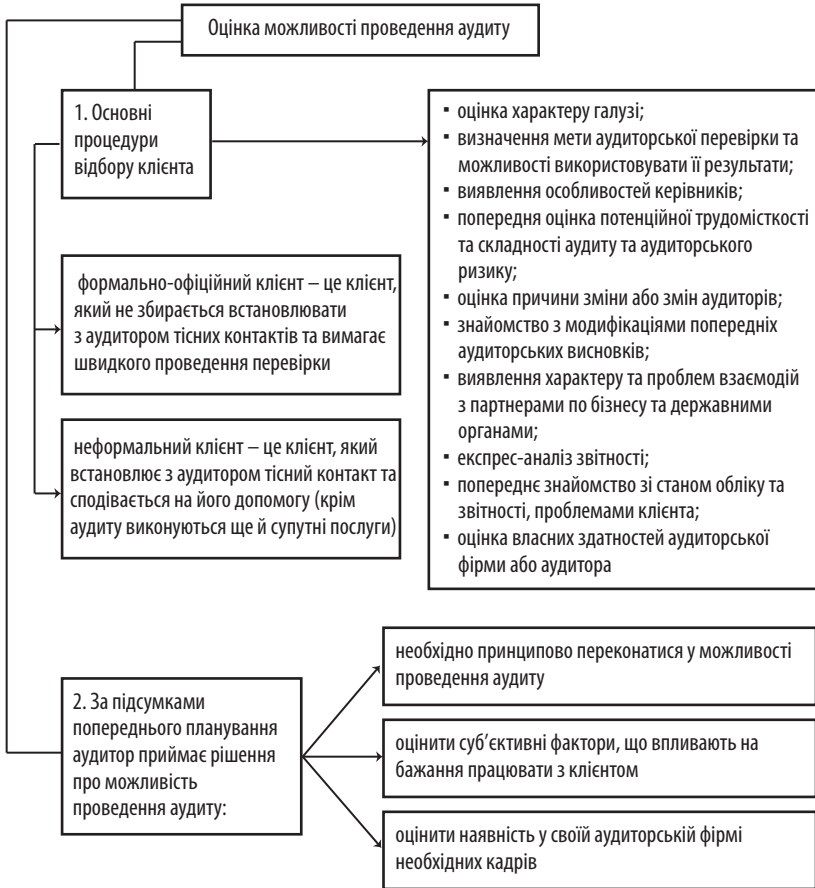 Оцінка можливості проведення аудиту
1. Основні
процедури
відбору клієнта
▪ оцінка характеру галузі;
▪ визначення мети аудиторської перевірки та
можливості використовувати її результати;
▪ виявлення особливостей керівників;
▪ попередня оцінка потенційної трудомісткості
та складності аудиту та аудиторського
ризику;
▪ оцінка причини зміни або змін аудиторів;
▪ знайомство з модифікаціями попередніх
аудиторських висновків;
▪ виявлення характеру та проблем взаємодій
з партнерами по бізнесу та державними
органами;
▪ експрес-аналіз звітності;
▪ попереднє знайомство зі станом обліку та
звітності, проблемами клієнта;
▪ оцінка власних здатностей аудиторської
фірми або аудитора
формально-офіційний клієнт – це клієнт,
який не збирається встановлювати
з аудитором тісних контактів та вимагає
швидкого проведення перевірки
неформальний клієнт – це клієнт, який
встановлює з аудитором тісний контакт та
сподівається на його допомогу (крім
аудиту виконуються ще й супутні послуги)
2. За підсумками
попереднього планування
аудитор приймає рішення
про можливість
проведення аудиту:
необхідно принципово переконатися у можливості
проведення аудиту
оцінити суб’єктивні фактори, що впливають на
бажання працювати з клієнтом
оцінити наявність у своїй аудиторській фірмі
необхідних кадрів